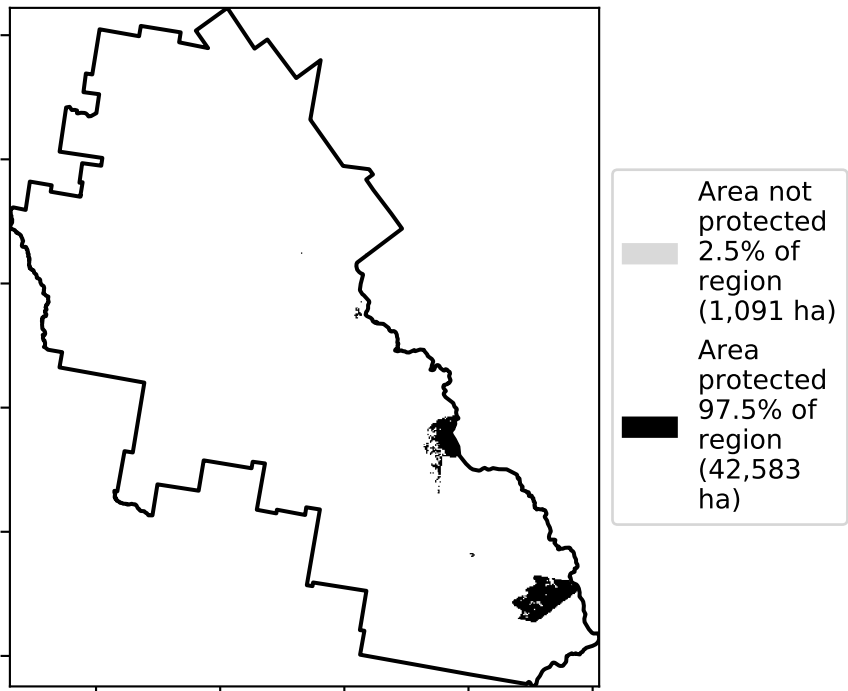 Area not
protected
2.5% of
region
(1,091 ha)
Area
protected
97.5% of
region
(42,583
ha)